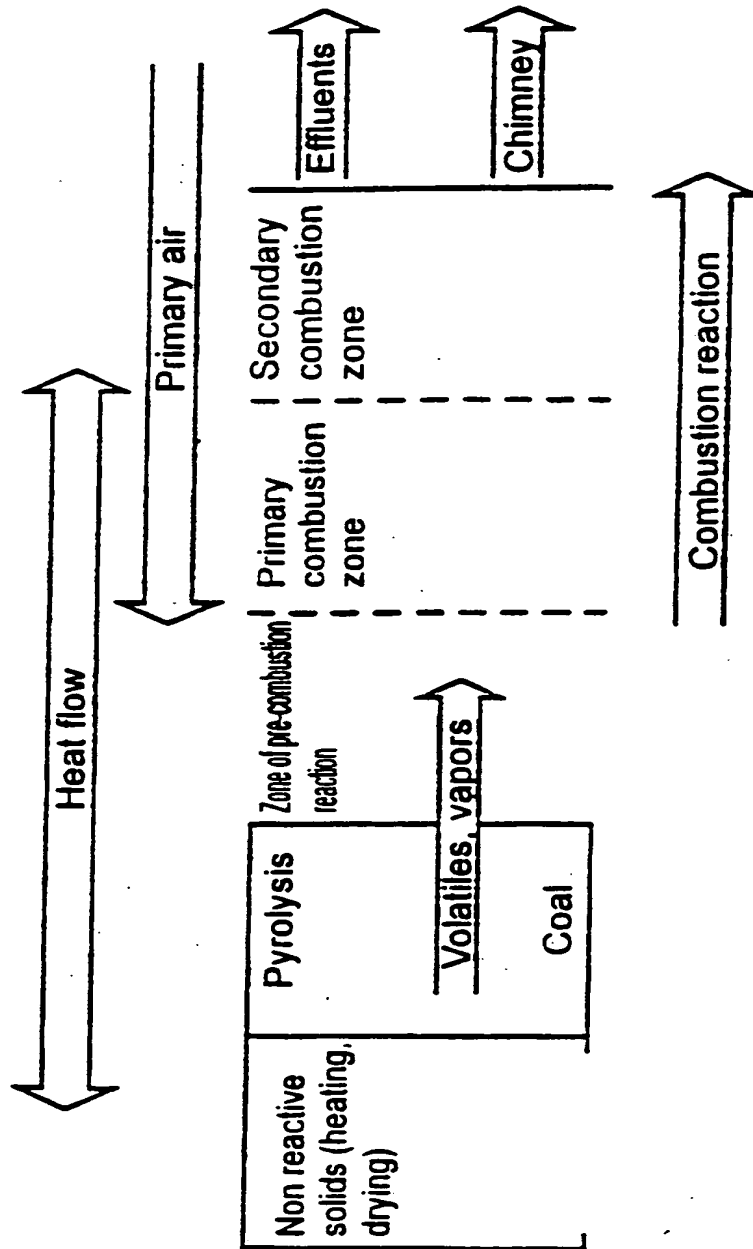 Heat flow
Primary air
Non reactive
solids (heating,
drying)
Pyrolysis
Volatiles, vapors
Coal
Zone of pre-combustion
reaction
Primary
combustion
zone
Secondary
combustion
zone
Effluents
Chimney
Combustion reaction